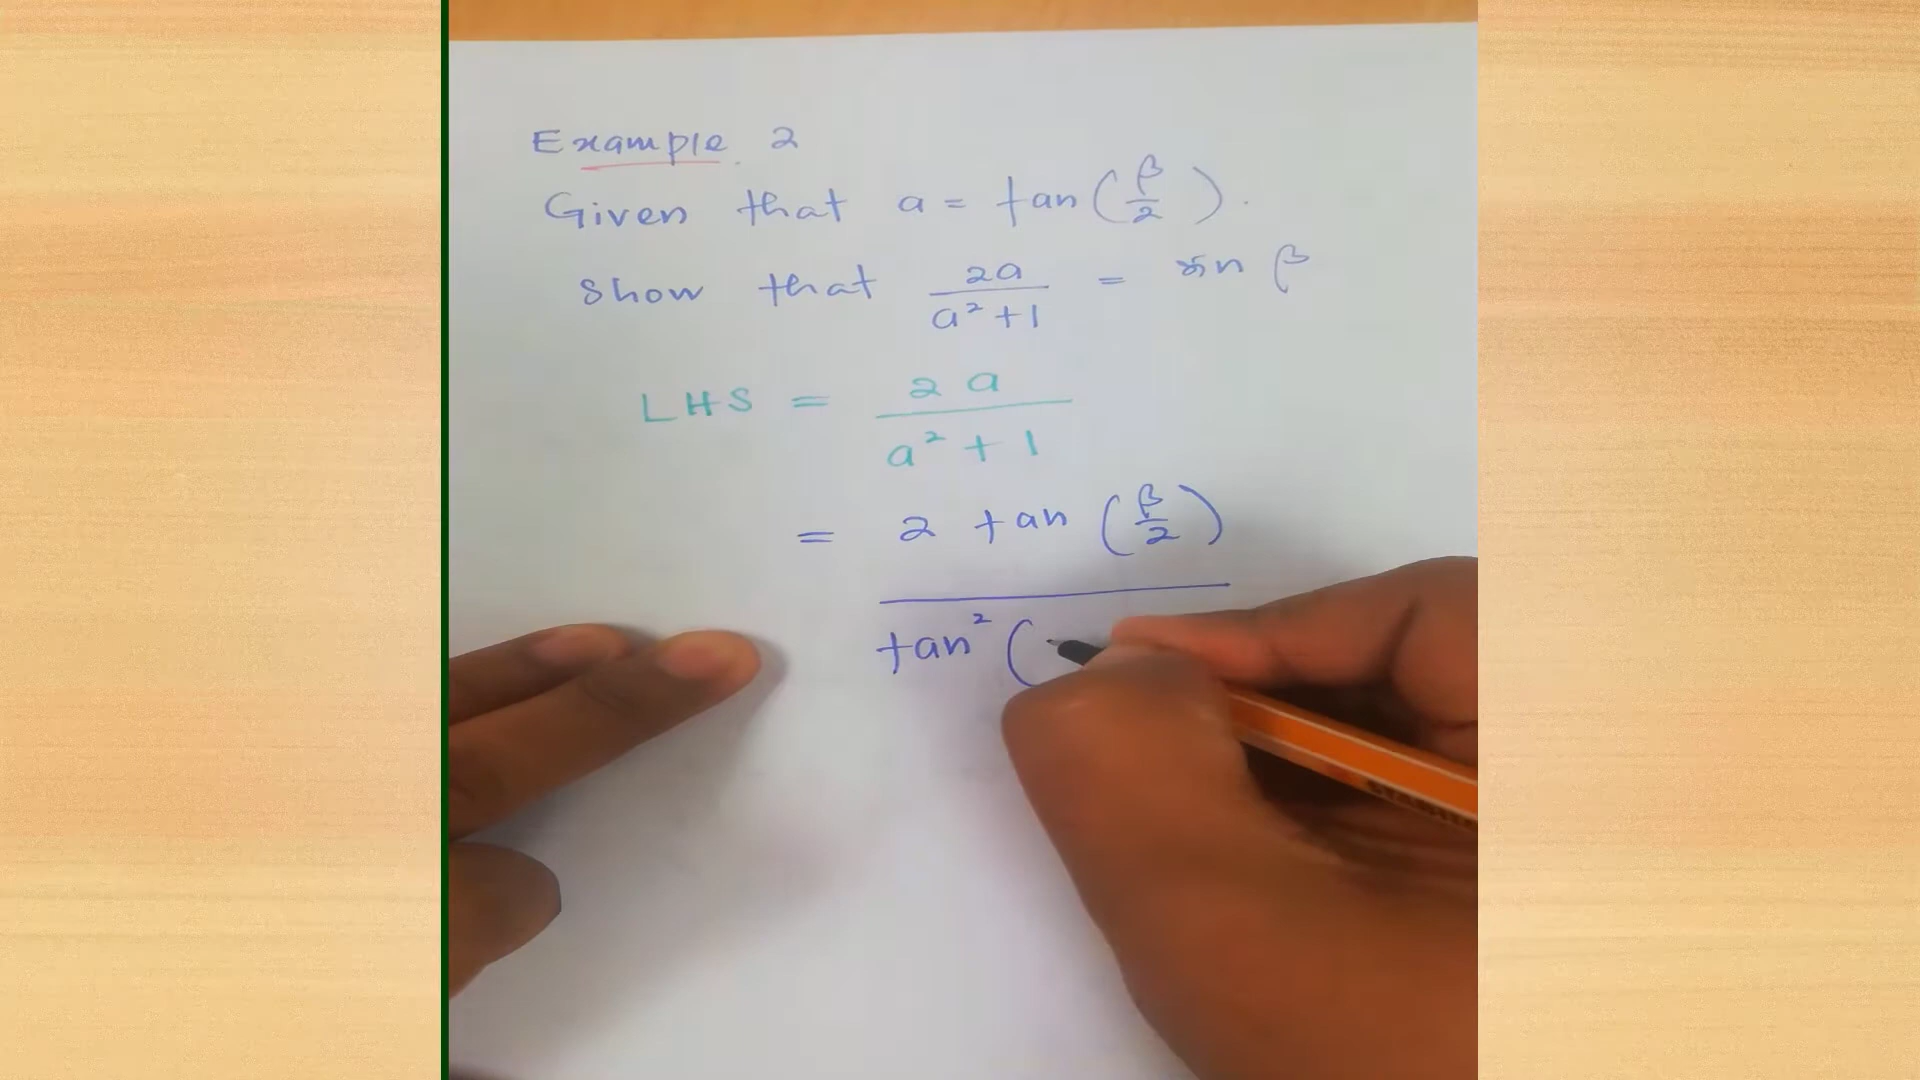 Example 2
Given that a = tan(β/2).
Show that 2a/(a²+1) = sin β
LHS = 2a/(a²+1)
= 2 tan(β/2)
tan² (